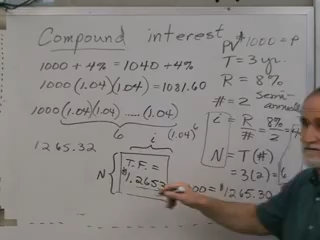 Compound interest
1000 + 4% = 1040 + 4%
1000(1.04)(1.04) = 1081.60
1000(1.04)(1.04) ...... (1.04)
6
i
(1.04)^6
1265.32
N
T.F. =
$1.2653
000 = $1265.30
PV $1000 = P
T = 3 yr.
R = 8%
# = 2 semi-
i = R/# = 8%/2 = 4
N = T(#)
= 3(2) = 6